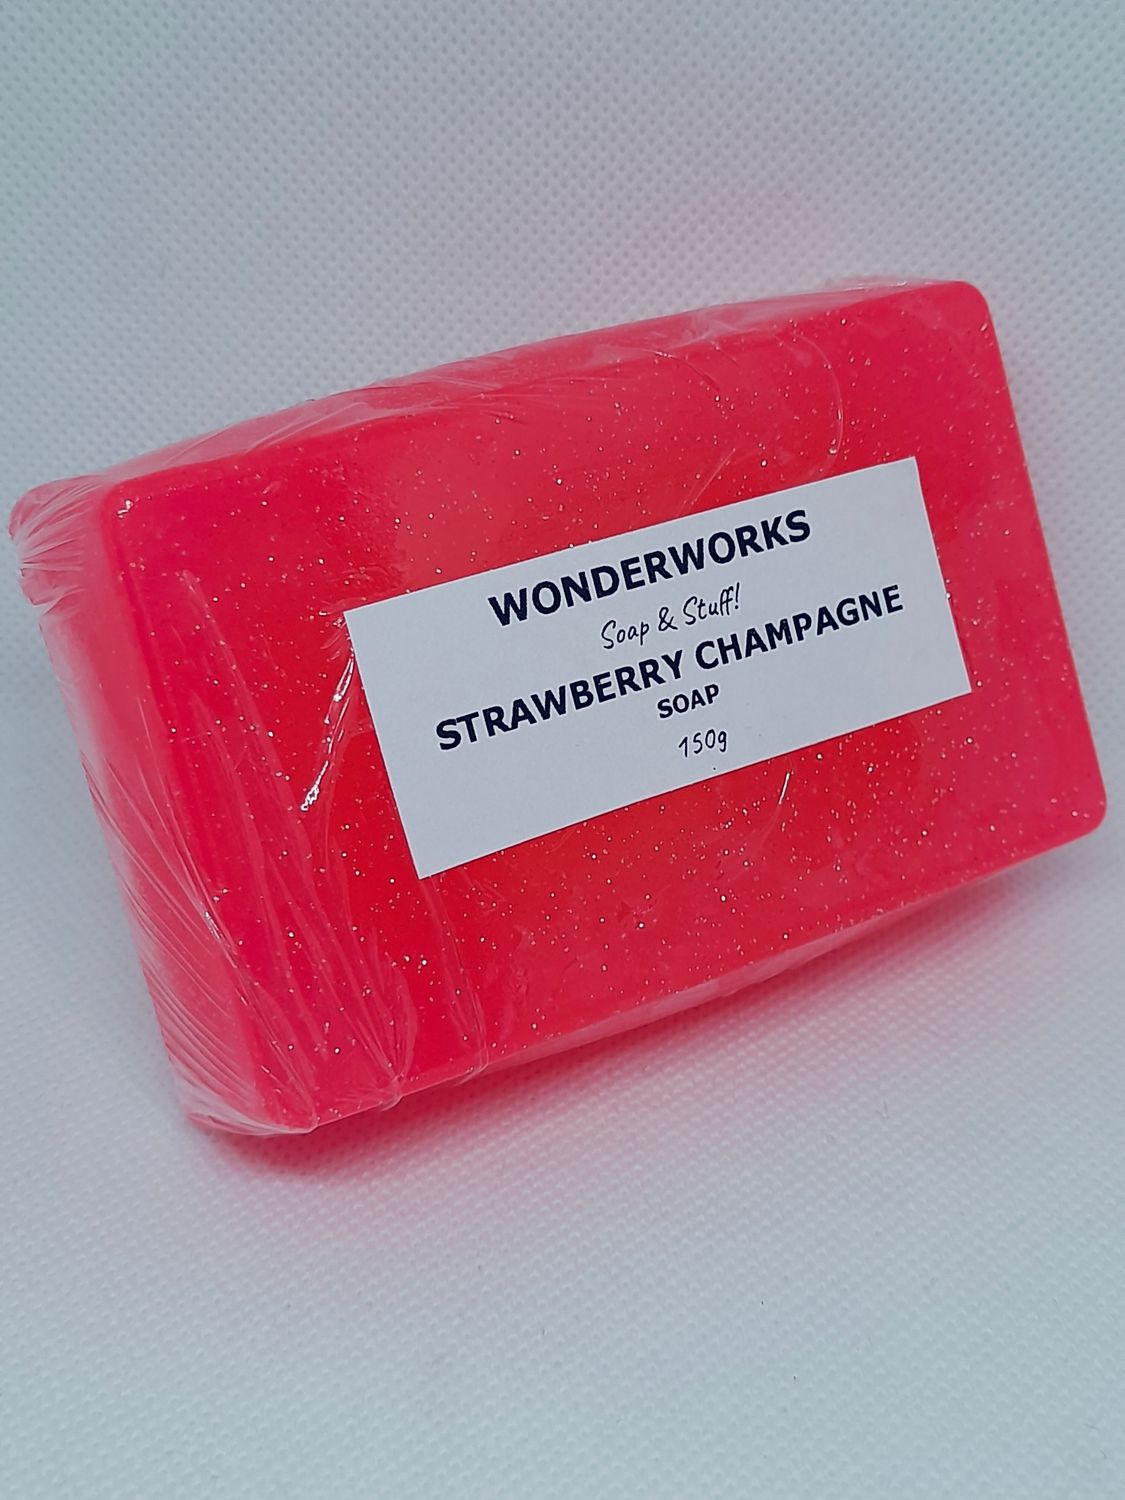 WONDERWORKS
Soap & Stuff!
STRAWBERRY CHAMPAGNE
SOAP
150g